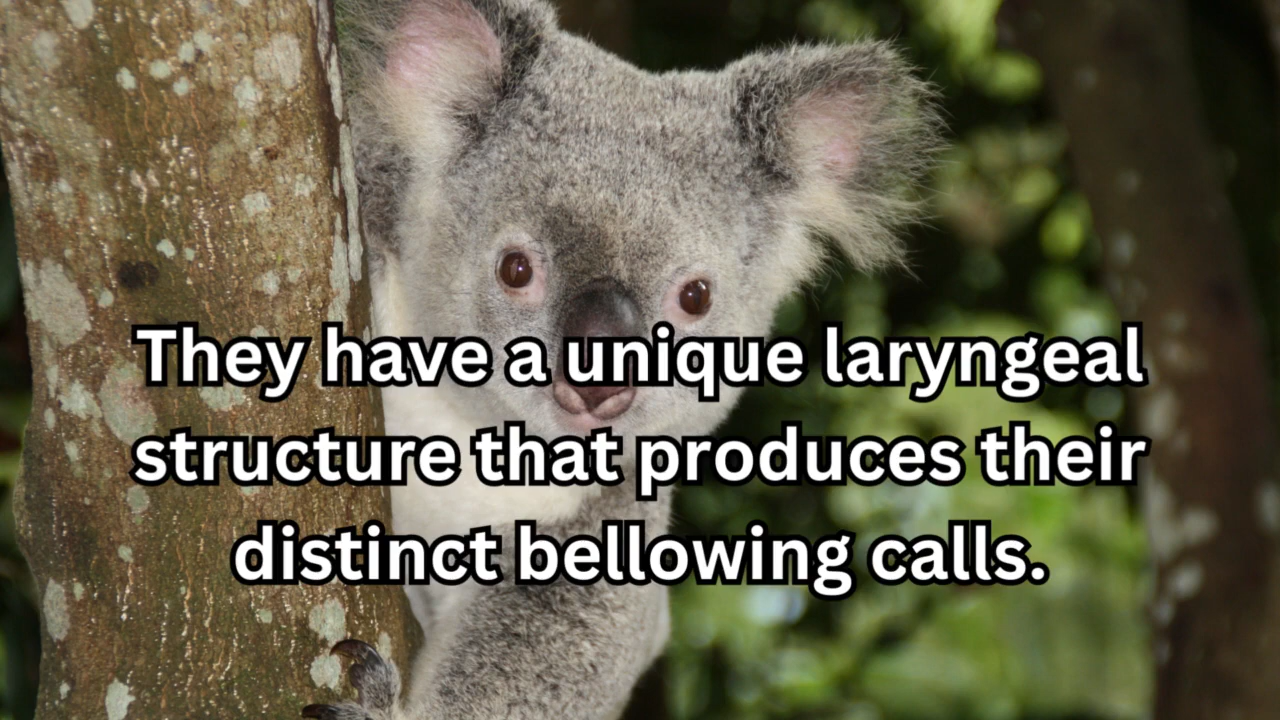 They have a unique laryngeal
structure that produces their
distinct bellowing calls.